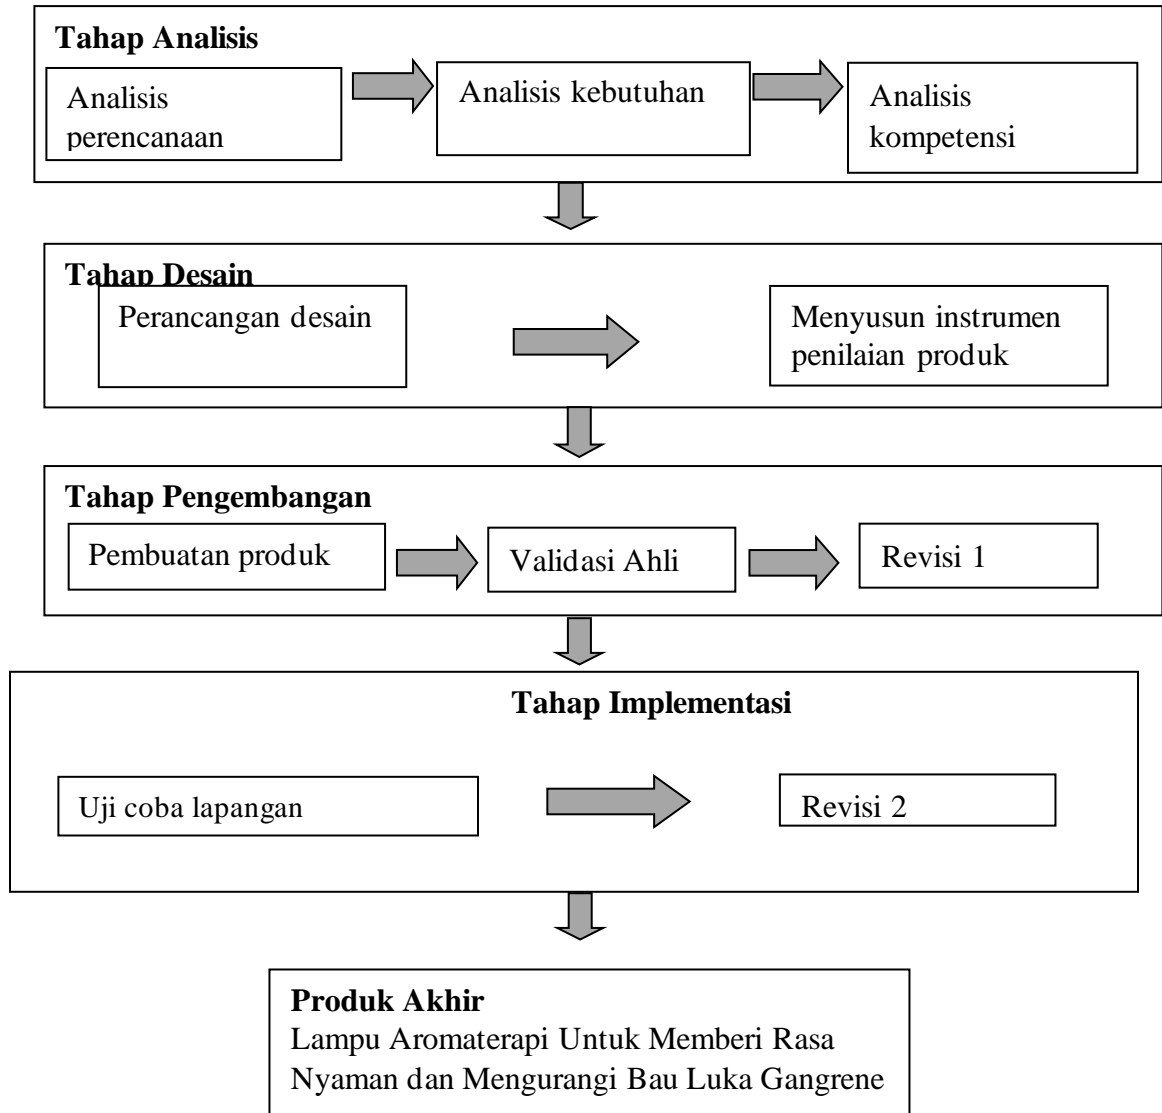 Tahap Analisis
Analisis
perencanaan
Analisis kebutuhan
Analisis
kompetensi
Tahap Desain
Perancangan desain
Menyusun instrumen
penilaian produk
Tahap Pengembangan
Pembuatan produk
Validasi Ahli
Revisi 1
Tahap Implementasi
Uji coba lapangan
Revisi 2
Produk Akhir
Lampu Aromaterapi Untuk Memberi Rasa
Nyaman dan Mengurangi Bau Luka Gangrene